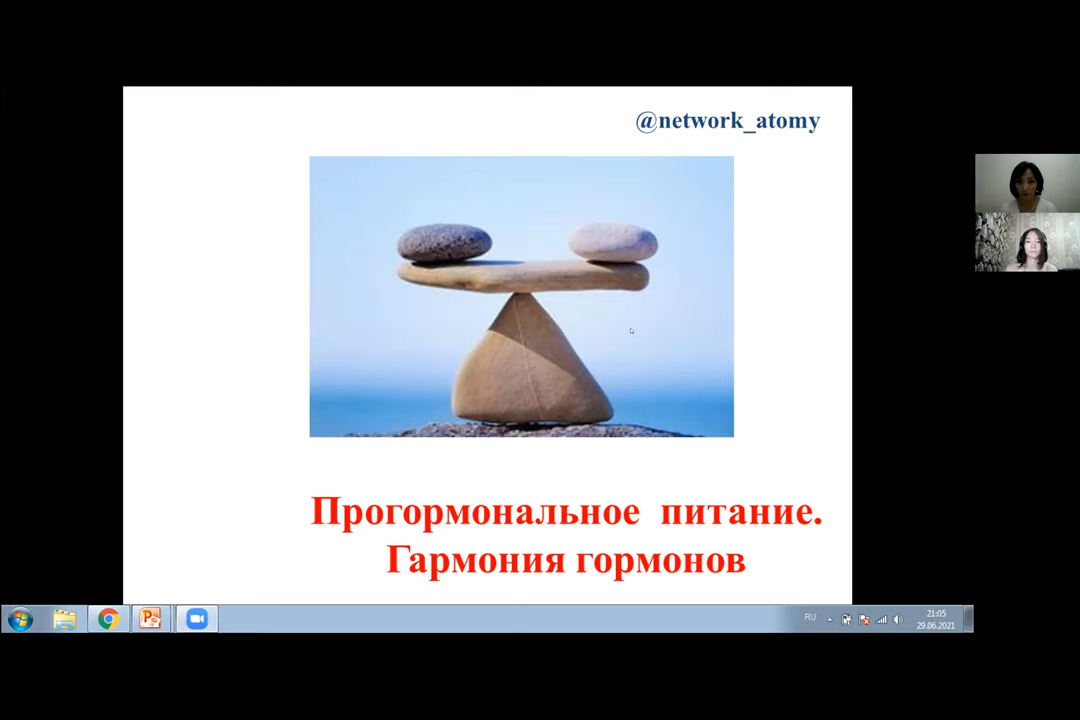 @network_atomy
Прогормональное питание.
Гармония гормонов
RU
21:05
29.06.2021